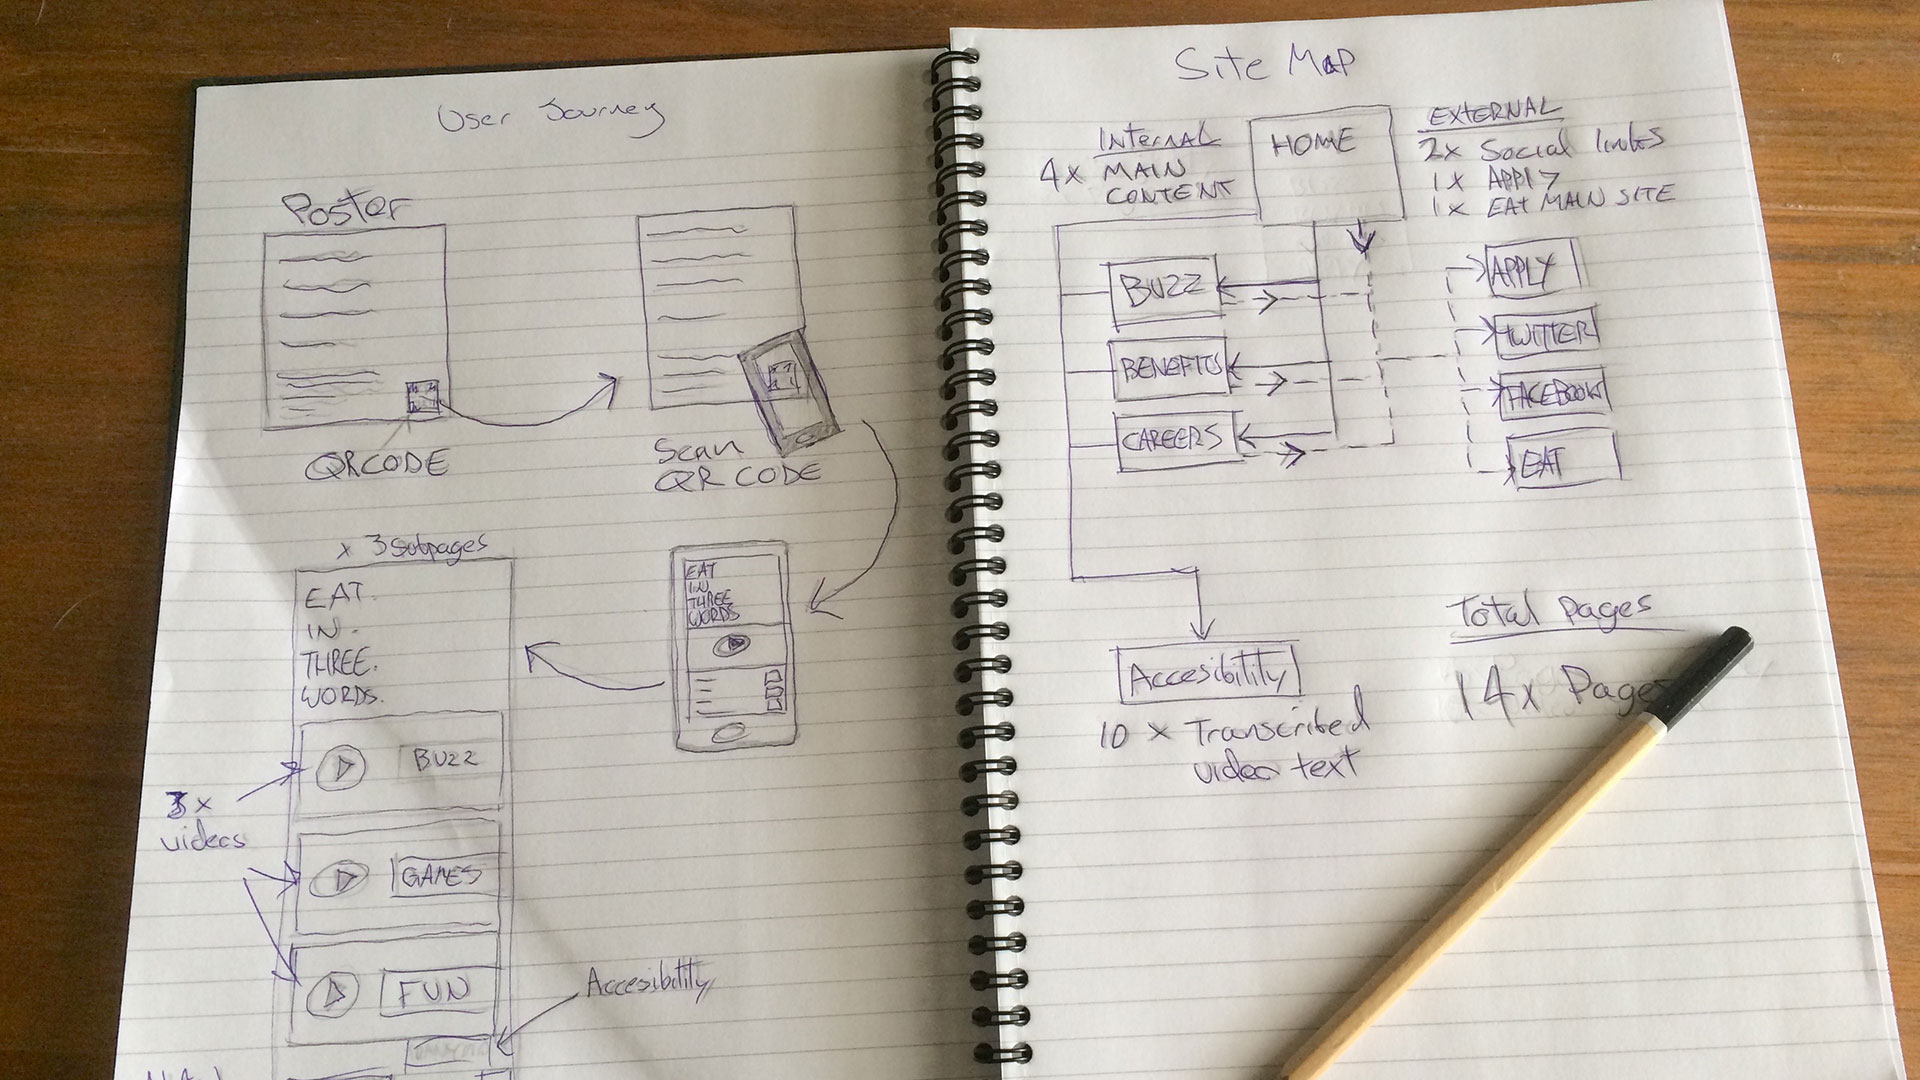 User Journey
Poster
QR CODE
Scan
QR CODE
x 3 subpages
EAT.
IN.
THREE.
WORDS.
BUZZ
GAMES
FUN
3x
videos
Accesibility
EAT
IN
THREE
WORDS
Site Map
Internal
4x MAIN
CONTENT
HOME
EXTERNAL
2x Social links
1x APPLY
1x EAT MAIN SITE
BUZZ
BENEFITS
CAREERS
APPLY
TWITTER
FACEBOOK
EAT
Accesibility
10 x Transcribed
video text
Total Pages
14x Pages